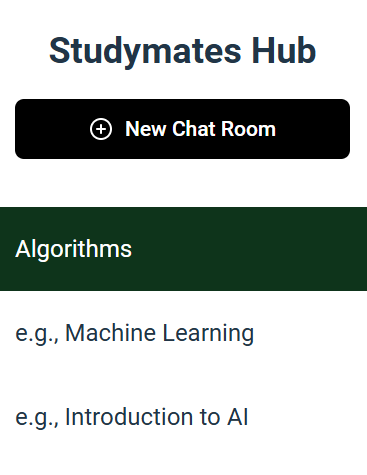 Studymates Hub
New Chat Room
Algorithms
e.g., Machine Learning
e.g., Introduction to AI